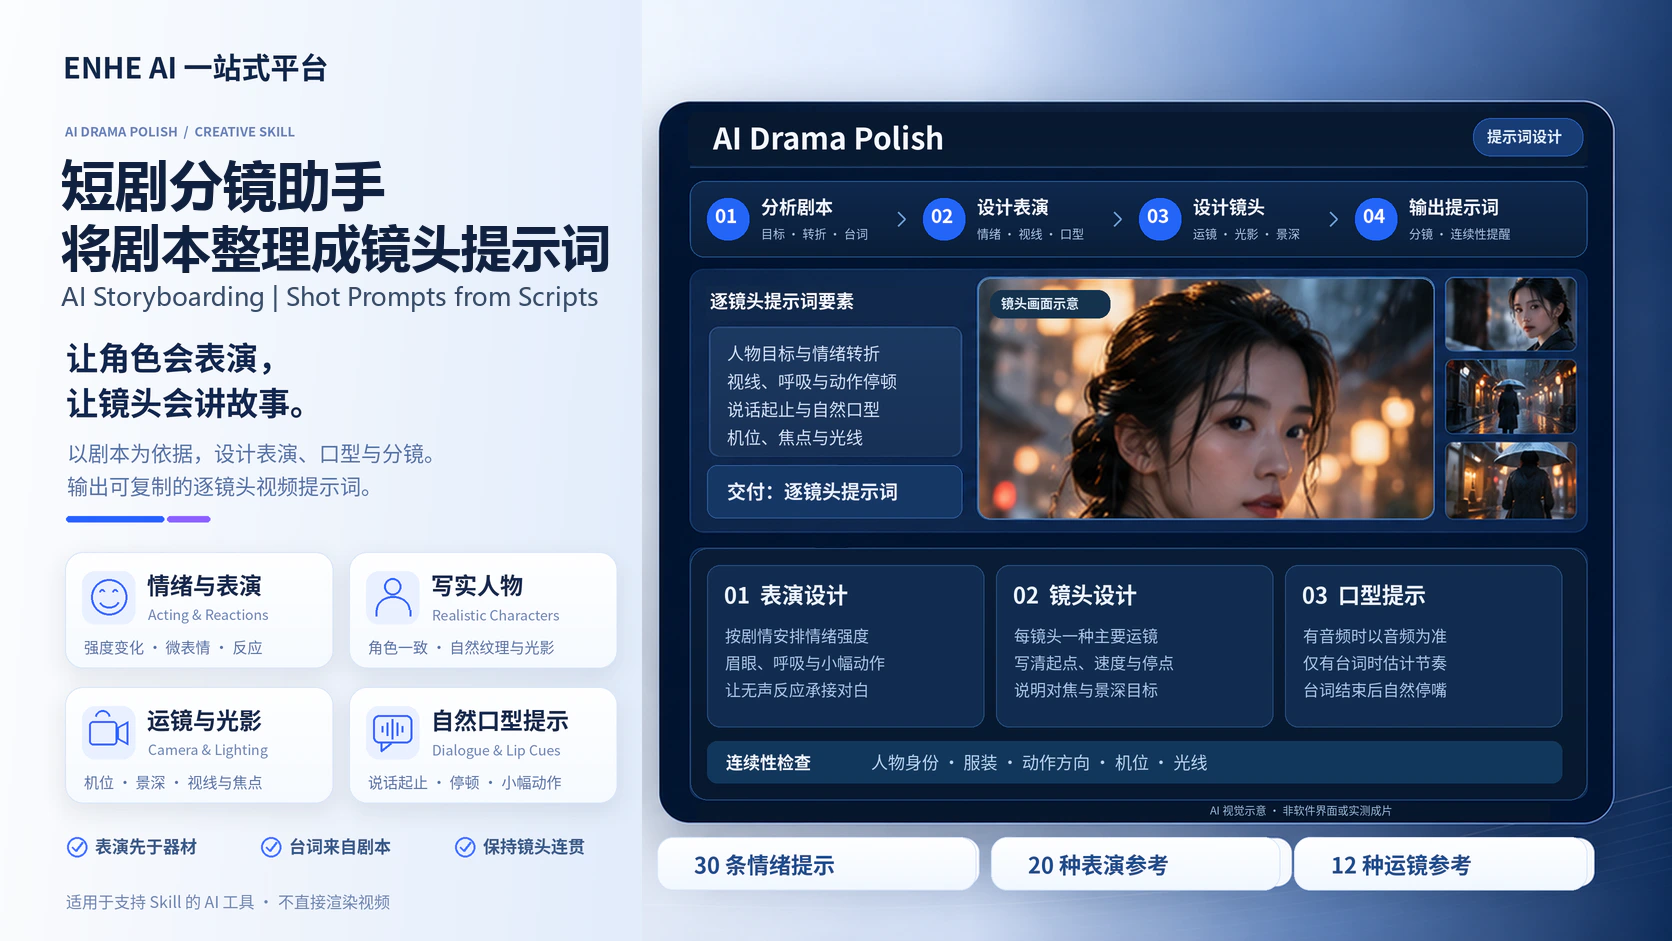 ENHE AI 一站式平台
AI DRAMA POLISH / CREATIVE SKILL
短剧分镜助手
将剧本整理成镜头提示词
AI Storyboarding | Shot Prompts from Scripts
让角色会表演，
让镜头会讲故事。
以剧本为依据，设计表演、口型与分镜。
输出可复制的逐镜头视频提示词。
情绪与表演
Acting & Reactions
强度变化 · 微表情 · 反应
写实人物
Realistic Characters
角色一致 · 自然纹理与光影
运镜与光影
Camera & Lighting
机位 · 景深 · 视线与焦点
自然口型提示
Dialogue & Lip Cues
说话起止 · 停顿 · 小幅动作
表演先于器材
台词来自剧本
保持镜头连贯
适用于支持 Skill 的 AI 工具 · 不直接渲染视频
AI Drama Polish
提示词设计
01 分析剧本
目标 · 转折 · 台词
02 设计表演
情绪 · 视线 · 口型
03 设计镜头
运镜 · 光影 · 景深
04 输出提示词
分镜 · 连续性提醒
逐镜头提示词要素
人物目标与情绪转折
视线、呼吸与动作停顿
说话起止与自然口型
机位、焦点与光线
交付：逐镜头提示词
镜头画面示意
01 表演设计
按剧情安排情绪强度
眉眼、呼吸与小幅动作
让无声反应承接对白
02 镜头设计
每镜头一种主要运镜
写清起点、速度与停点
说明对焦与景深目标
03 口型提示
有音频时以音频为准
仅有台词时估计节奏
台词结束后自然停嘴
连续性检查 人物身份 · 服装 · 动作方向 · 机位 · 光线
AI 视觉示意 · 非软件界面或实测成片
30 条情绪提示
20 种表演参考
12 种运镜参考